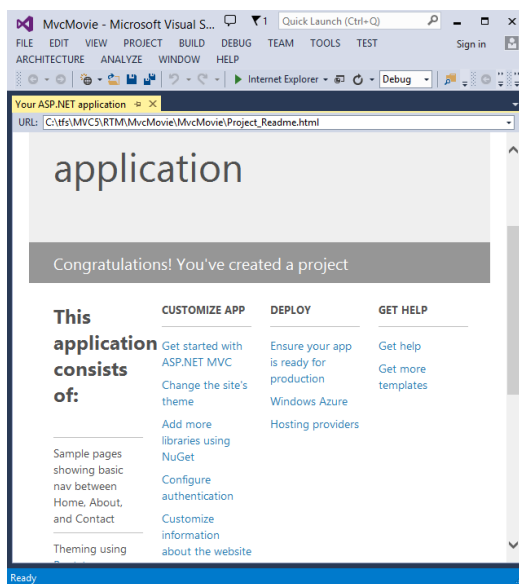 MvcMovie - Microsoft Visual S... 1 Quick Launch (Ctrl+Q)
FILE EDIT VIEW PROJECT BUILD DEBUG TEAM TOOLS TEST Sign in
ARCHITECTURE ANALYZE WINDOW HELP
Internet Explorer Debug
Your ASP.NET application
URL: C:\tfs\MVC5\RTM\MvcMovie\MvcMovie\Project_Readme.html
application
Congratulations! You've created a project
This
application
consists
of:
Sample pages
showing basic
nav between
Home, About,
and Contact
Theming using
CUSTOMIZE APP
Get started with
ASP.NET MVC
Change the site's
theme
Add more
libraries using
NuGet
Configure
authentication
Customize
information
about the website
DEPLOY
Ensure your app
is ready for
production
Windows Azure
Hosting providers
GET HELP
Get help
Get more
templates
Ready